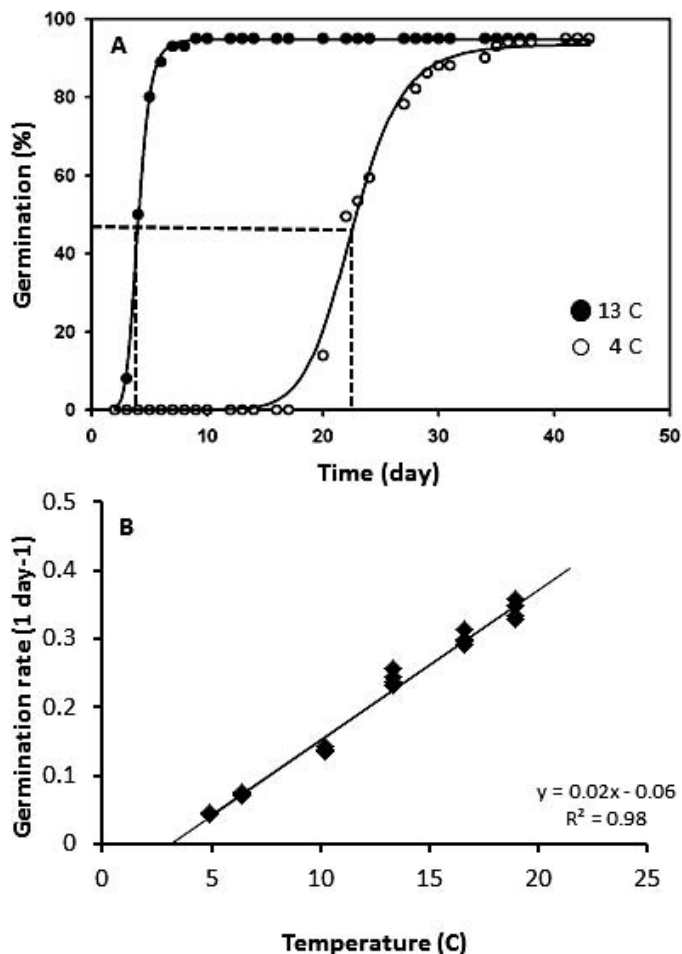 100
A
80
Germination (%)
60
40
13 C
20
4 C
0
0 10 20 30 40 50
Time (day)
0.5
B
0.4
Germination rate (1 day-1)
0.3
0.2
0.1
y = 0.02x - 0.06
R² = 0.98
0
0 5 10 15 20 25
Temperature (C)